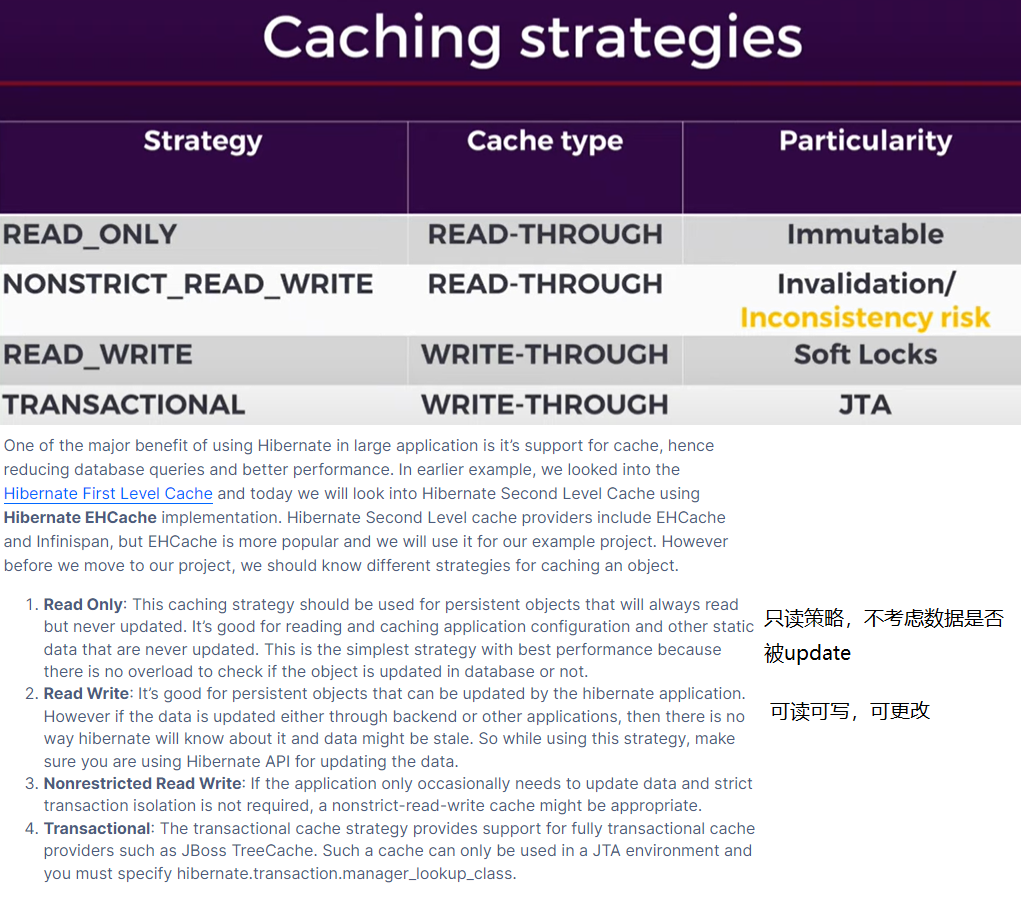 Caching strategies
Strategy Cache type Particularity
READ_ONLY READ-THROUGH Immutable
NONSTRICT_READ_WRITE READ-THROUGH Invalidation/
Inconsistency risk
READ_WRITE WRITE-THROUGH Soft Locks
TRANSACTIONAL WRITE-THROUGH JTA
One of the major benefit of using Hibernate in large application is it’s support for cache, hence
reducing database queries and better performance. In earlier example, we looked into the
Hibernate First Level Cache and today we will look into Hibernate Second Level Cache using
Hibernate EHCache implementation. Hibernate Second Level cache providers include EHCache
and Infinispan, but EHCache is more popular and we will use it for our example project. However
before we move to our project, we should know different strategies for caching an object.
1. Read Only: This caching strategy should be used for persistent objects that will always read
but never updated. It’s good for reading and caching application configuration and other static
data that are never updated. This is the simplest strategy with best performance because
there is no overload to check if the object is updated in database or not.
只读策略，不考虑数据是否
被update
2. Read Write: It’s good for persistent objects that can be updated by the hibernate application.
However if the data is updated either through backend or other applications, then there is no
way hibernate will know about it and data might be stale. So while using this strategy, make
sure you are using Hibernate API for updating the data.
可读可写，可更改
3. Nonrestricted Read Write: If the application only occasionally needs to update data and strict
transaction isolation is not required, a nonstrict-read-write cache might be appropriate.
4. Transactional: The transactional cache strategy provides support for fully transactional cache
providers such as JBoss TreeCache. Such a cache can only be used in a JTA environment and
you must specify hibernate.transaction.manager_lookup_class.